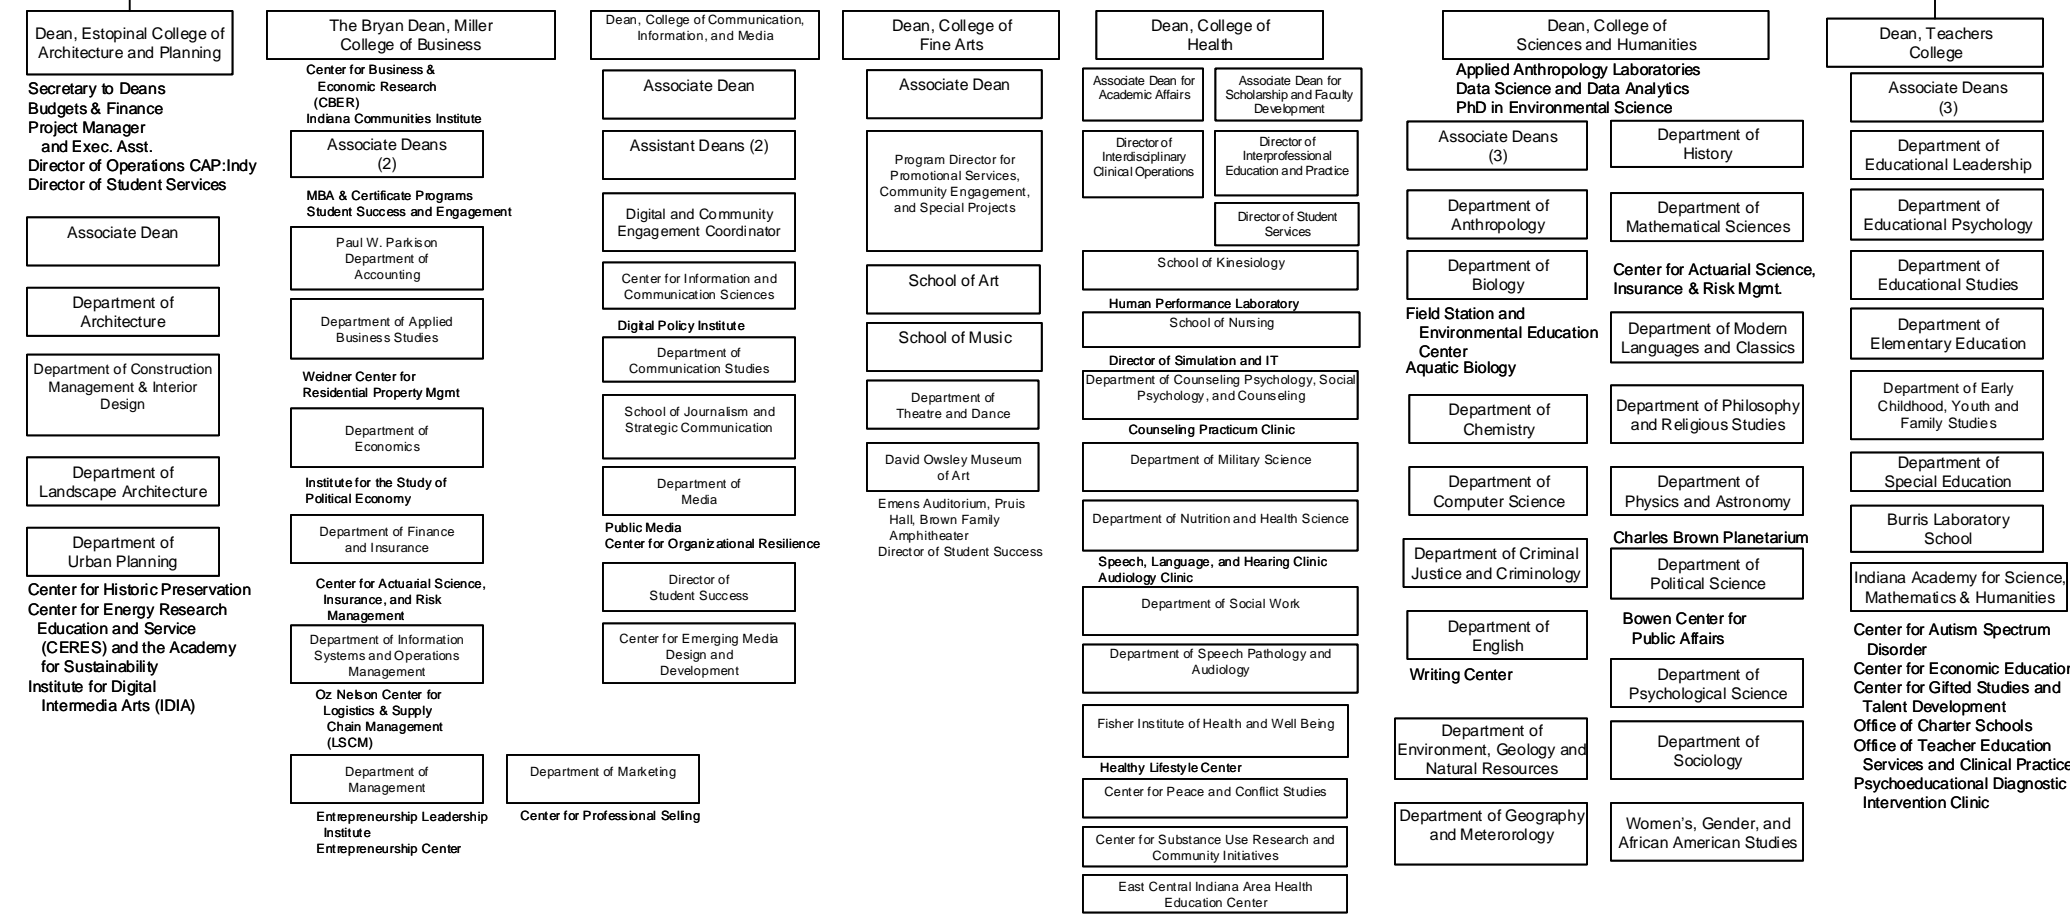 Dean, Estopinal College of
Architecture and Planning
Secretary to Deans
Budgets & Finance
Project Manager
and Exec. Asst.
Director of Operations CAP:Indy
Director of Student Services
Associate Dean
Department of
Architecture
Department of Construction
Management & Interior
Design
Department of
Landscape Architecture
Department of
Urban Planning
Center for Historic Preservation
Center for Energy Research
Education and Service
(CERES) and the Academy
for Sustainability
Institute for Digital
Intermedia Arts (IDIA)
The Bryan Dean, Miller
College of Business
Center for Business &
Economic Research
(CBER)
Indiana Communities Institute
Associate Deans
(2)
MBA & Certificate Programs
Student Success and Engagement
Paul W. Parkison
Department of
Accounting
Department of Applied
Business Studies
Weidner Center for
Residential Property Mgmt
Department of
Economics
Institute for the Study of
Political Economy
Department of Finance
and Insurance
Center for Actuarial Science,
Insurance, and Risk
Management
Department of Information
Systems and Operations
Management
Oz Nelson Center for
Logistics & Supply
Chain Management
(LSCM)
Department of
Management
Entrepreneurship Leadership
Institute
Entrepreneurship Center
Department of Marketing
Center for Professional Selling
Dean, College of Communication,
Information, and Media
Associate Dean
Assistant Deans (2)
Digital and Community
Engagement Coordinator
Center for Information and
Communication Sciences
Digital Policy Institute
Department of
Communication Studies
School of Journalism and
Strategic Communication
Department of
Media
Public Media
Center for Organizational Resilience
Director of
Student Success
Center for Emerging Media
Design and
Development
Dean, College of
Fine Arts
Associate Dean
Program Director for
Promotional Services,
Community Engagement,
and Special Projects
School of Art
School of Music
Department of
Theatre and Dance
David Owsley Museum
of Art
Emens Auditorium, Pruis
Hall, Brown Family
Amphitheater
Director of Student Success
Dean, College of
Health
Associate Dean for
Academic Affairs
Associate Dean for
Scholarship and Faculty
Development
Director of
Interdisciplinary
Clinical Operations
Director of
Interprofessional
Education and Practice
Director of Student
Services
School of Kinesiology
Human Performance Laboratory
School of Nursing
Director of Simulation and IT
Department of Counseling Psychology, Social
Psychology, and Counseling
Counseling Practicum Clinic
Department of Military Science
Department of Nutrition and Health Science
Speech, Language, and Hearing Clinic
Audiology Clinic
Department of Social Work
Department of Speech Pathology and
Audiology
Fisher Institute of Health and Well Being
Healthy Lifestyle Center
Center for Peace and Conflict Studies
Center for Substance Use Research and
Community Initiatives
East Central Indiana Area Health
Education Center
Dean, College of
Sciences and Humanities
Applied Anthropology Laboratories
Data Science and Data Analytics
PhD in Environmental Science
Associate Deans
(3)
Department of
Anthropology
Department of
Biology
Field Station and
Environmental Education
Center
Aquatic Biology
Department of
Chemistry
Department of
Computer Science
Department of Criminal
Justice and Criminology
Department of
English
Writing Center
Department of
Environment, Geology and
Natural Resources
Department of Geography
and Meterorology
Department of
History
Department of
Mathematical Sciences
Center for Actuarial Science,
Insurance & Risk Mgmt.
Department of Modern
Languages and Classics
Department of Philosophy
and Religious Studies
Department of
Physics and Astronomy
Charles Brown Planetarium
Department of
Political Science
Bowen Center for
Public Affairs
Department of
Psychological Science
Department of
Sociology
Women’s, Gender, and
African American Studies
Dean, Teachers
College
Associate Deans
(3)
Department of
Educational Leadership
Department of
Educational Psychology
Department of
Educational Studies
Department of
Elementary Education
Department of Early
Childhood, Youth and
Family Studies
Department of
Special Education
Burris Laboratory
School
Indiana Academy for Science,
Mathematics & Humanities
Center for Autism Spectrum
Disorder
Center for Economic Education
Center for Gifted Studies and
Talent Development
Office of Charter Schools
Office of Teacher Education
Services and Clinical Practice
Psychoeducational Diagnostic
Intervention Clinic